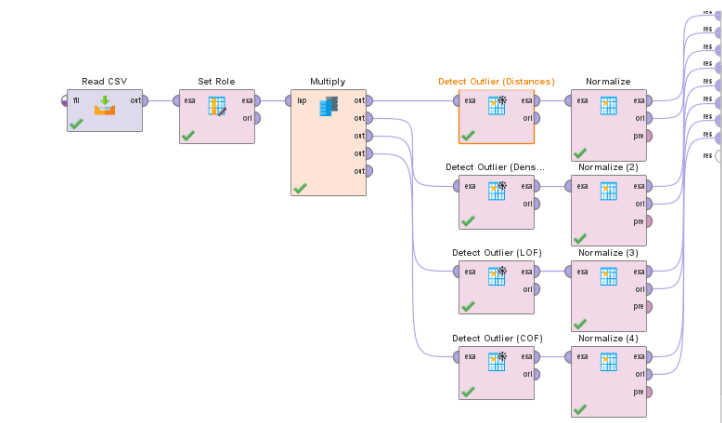 res
res
res
res
res
res
res
res
res
Read CSV
Set Role
Multiply
Detect Outlier (Distances)
Normalize
fil
out
exa
exa
ori
inp
out
out
out
out
out
exa
exa
ori
exa
exa
ori
pre
Detect Outlier (Dens...
Normalize (2)
exa
exa
ori
exa
exa
ori
pre
Detect Outlier (LOF)
Normalize (3)
exa
exa
ori
exa
exa
ori
pre
Detect Outlier (COF)
Normalize (4)
exa
exa
ori
exa
exa
ori
pre